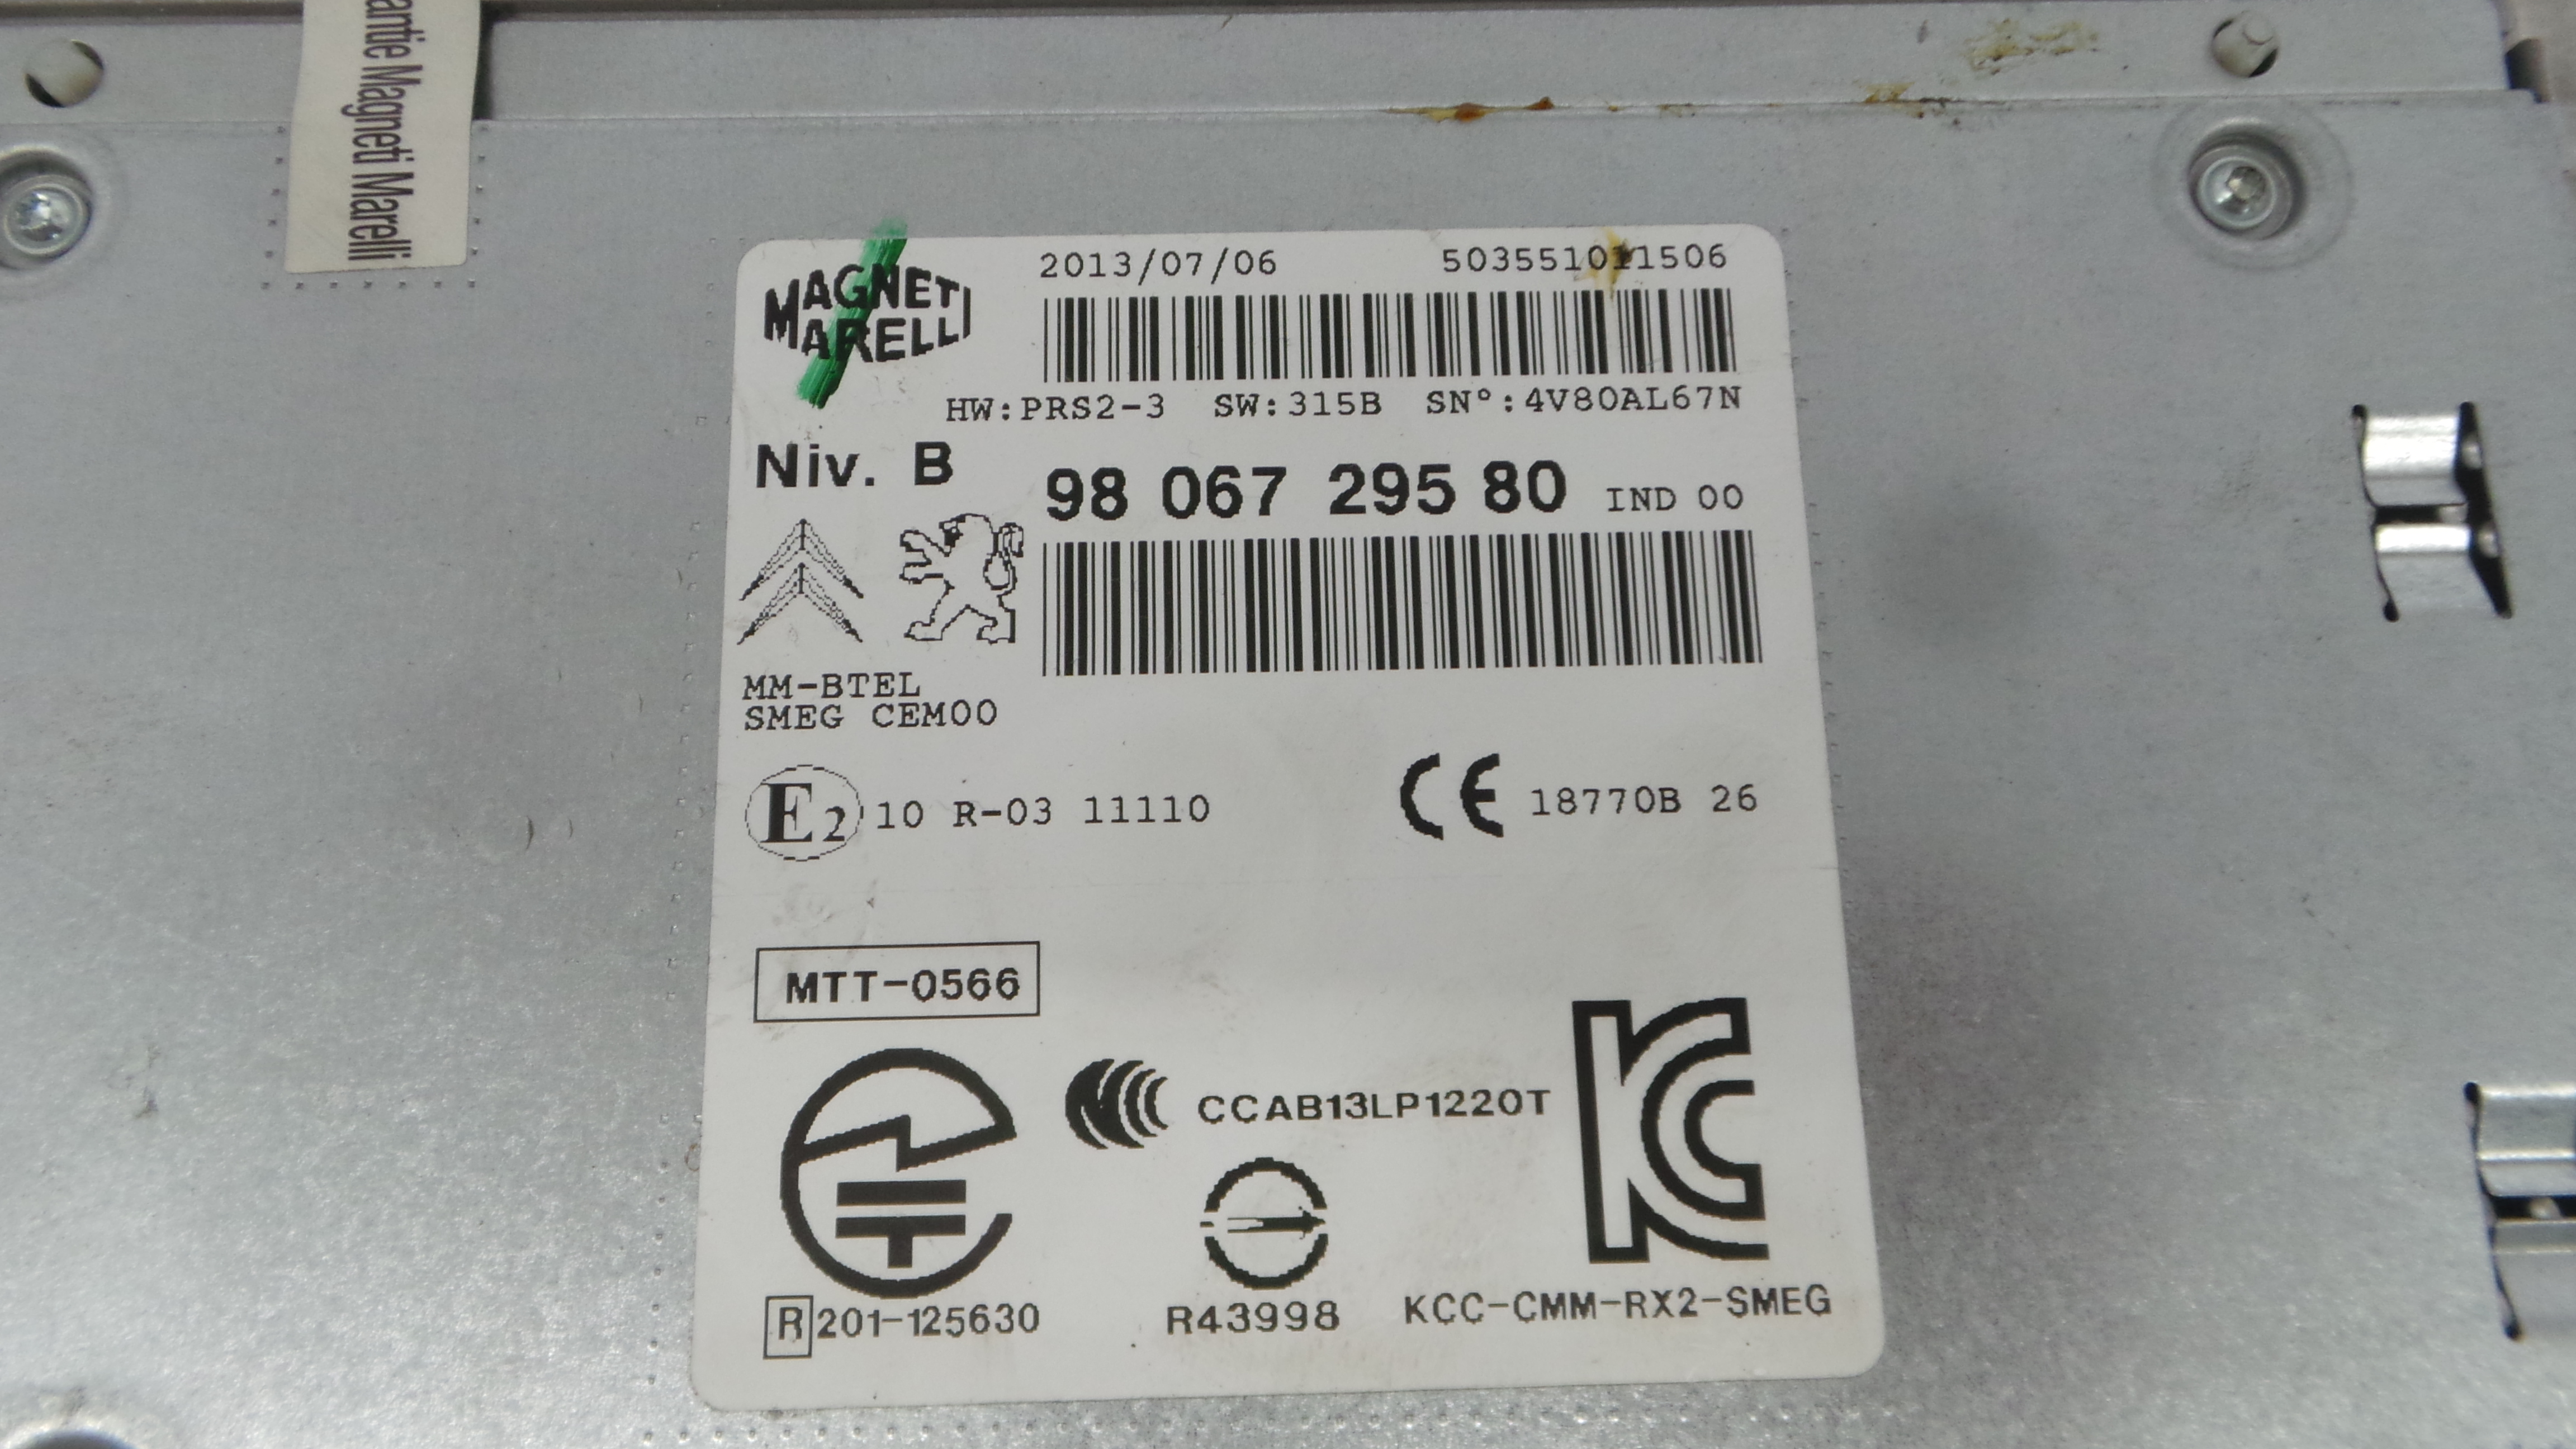 antie Magneti Marelli
MAGNETI MARELLI
2013/07/06 503551011506
HW:PRS2-3 SW:315B SN°:4V80AL67N
Niv. B
98 067 295 80 IND 00
MM-BTEL
SMEG CEM00
E2 10 R-03 11110
CE 18770B 26
MTT-0566
CCAB13LP1220T
KC
R 201-125630
R43998
KCC-CMM-RX2-SMEG